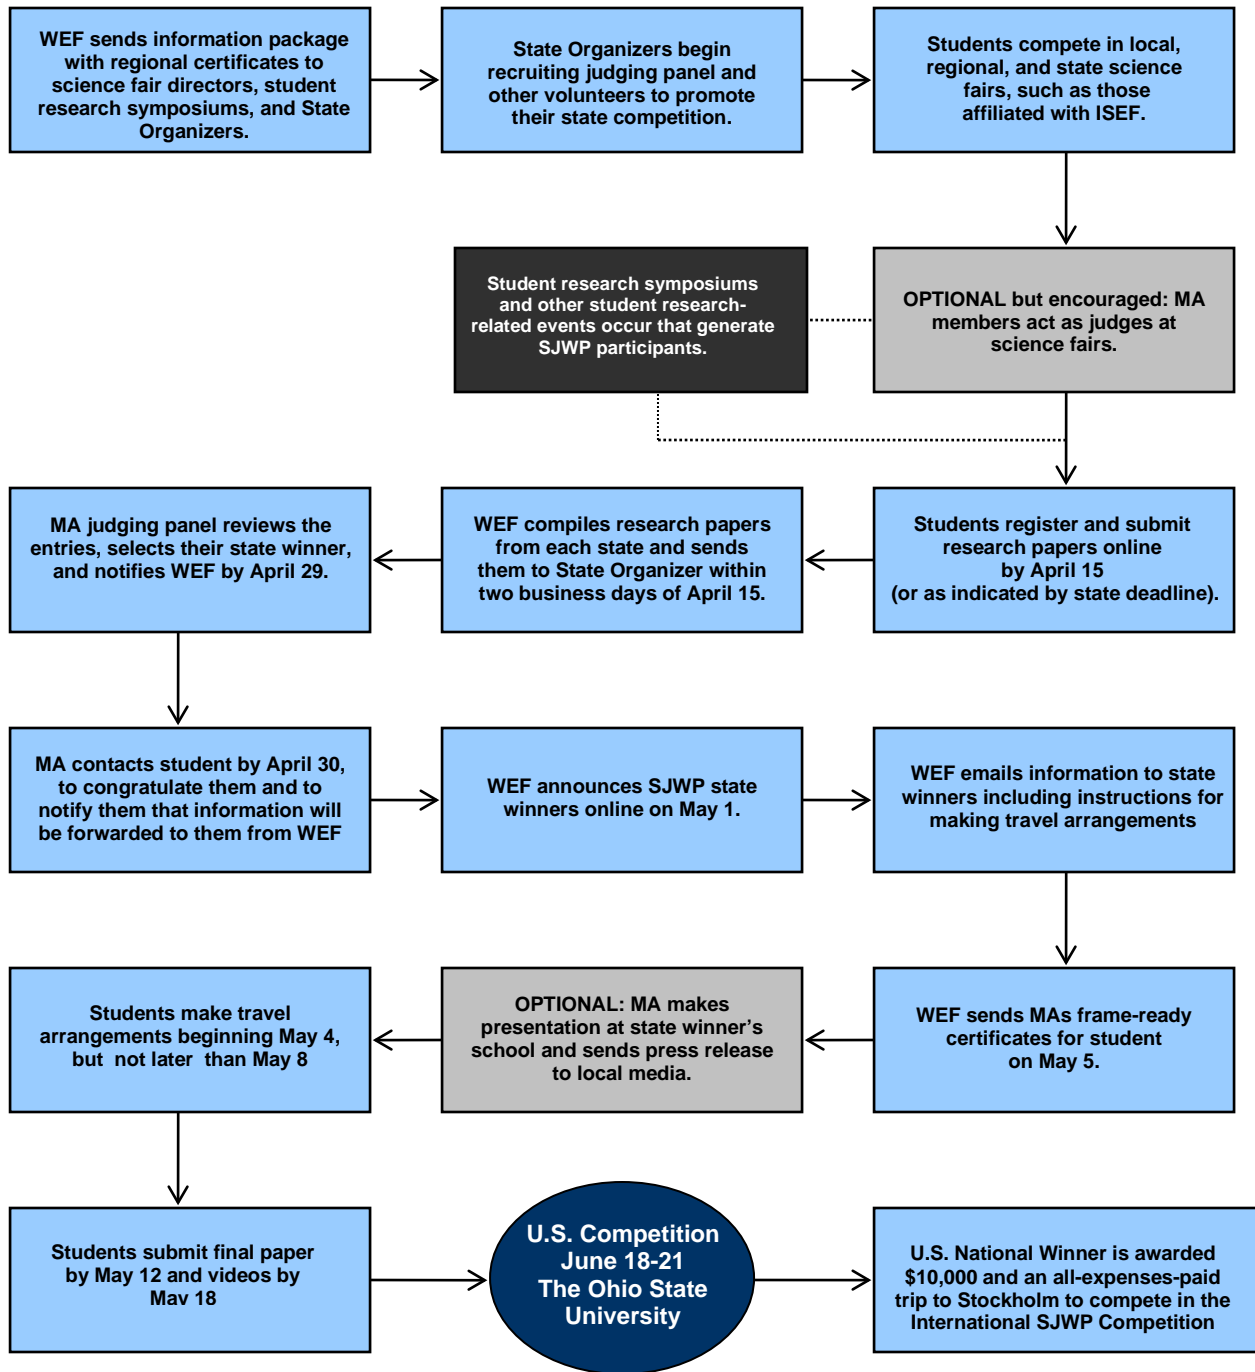 WEF sends information package
with regional certificates to
science fair directors, student
research symposiums, and State
Organizers.
State Organizers begin
recruiting judging panel and
other volunteers to promote
their state competition.
Students compete in local,
regional, and state science
fairs, such as those
affiliated with ISEF.
Student research symposiums
and other student research-
related events occur that generate
SJWP participants.
OPTIONAL but encouraged: MA
members act as judges at
science fairs.
MA judging panel reviews the
entries, selects their state winner,
and notifies WEF by April 29.
WEF compiles research papers
from each state and sends
them to State Organizer within
two business days of April 15.
Students register and submit
research papers online
by April 15
(or as indicated by state deadline).
MA contacts student by April 30,
to congratulate them and to
notify them that information will
be forwarded to them from WEF
WEF announces SJWP state
winners online on May 1.
WEF emails information to state
winners including instructions for
making travel arrangements
Students make travel
arrangements beginning May 4,
but not later than May 8
OPTIONAL: MA makes
presentation at state winner's
school and sends press release
to local media.
WEF sends MAs frame-ready
certificates for student
on May 5.
Students submit final paper
by May 12 and videos by
May 18
U.S. Competition
June 18-21
The Ohio State
University
U.S. National Winner is awarded
$10,000 and an all-expenses-paid
trip to Stockholm to compete in the
International SJWP Competition